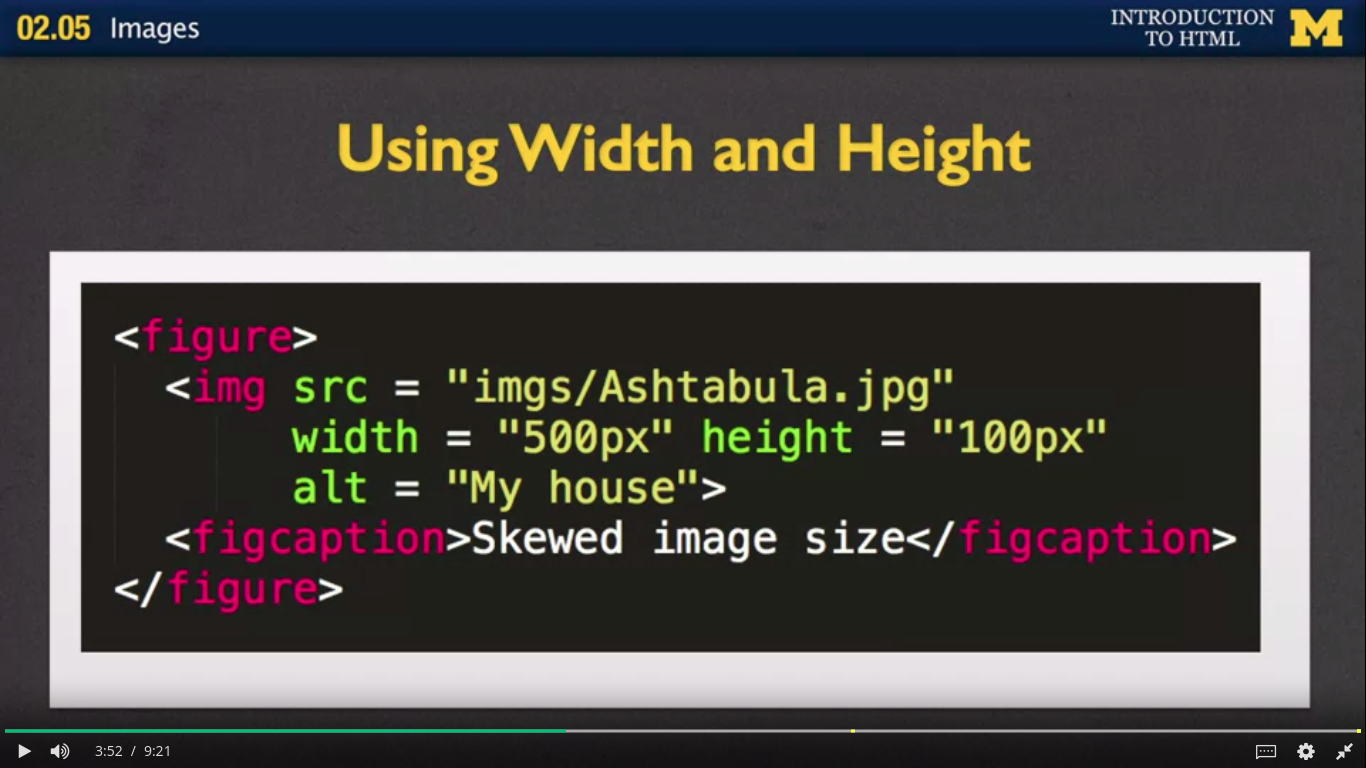 02.05 Images
INTRODUCTION
TO HTML
M
Using Width and Height
<figure>
<img src = "imgs/Ashtabula.jpg"
width = "500px" height = "100px"
alt = "My house">
<figcaption>Skewed image size</figcaption>
</figure>
3:52 / 9:21